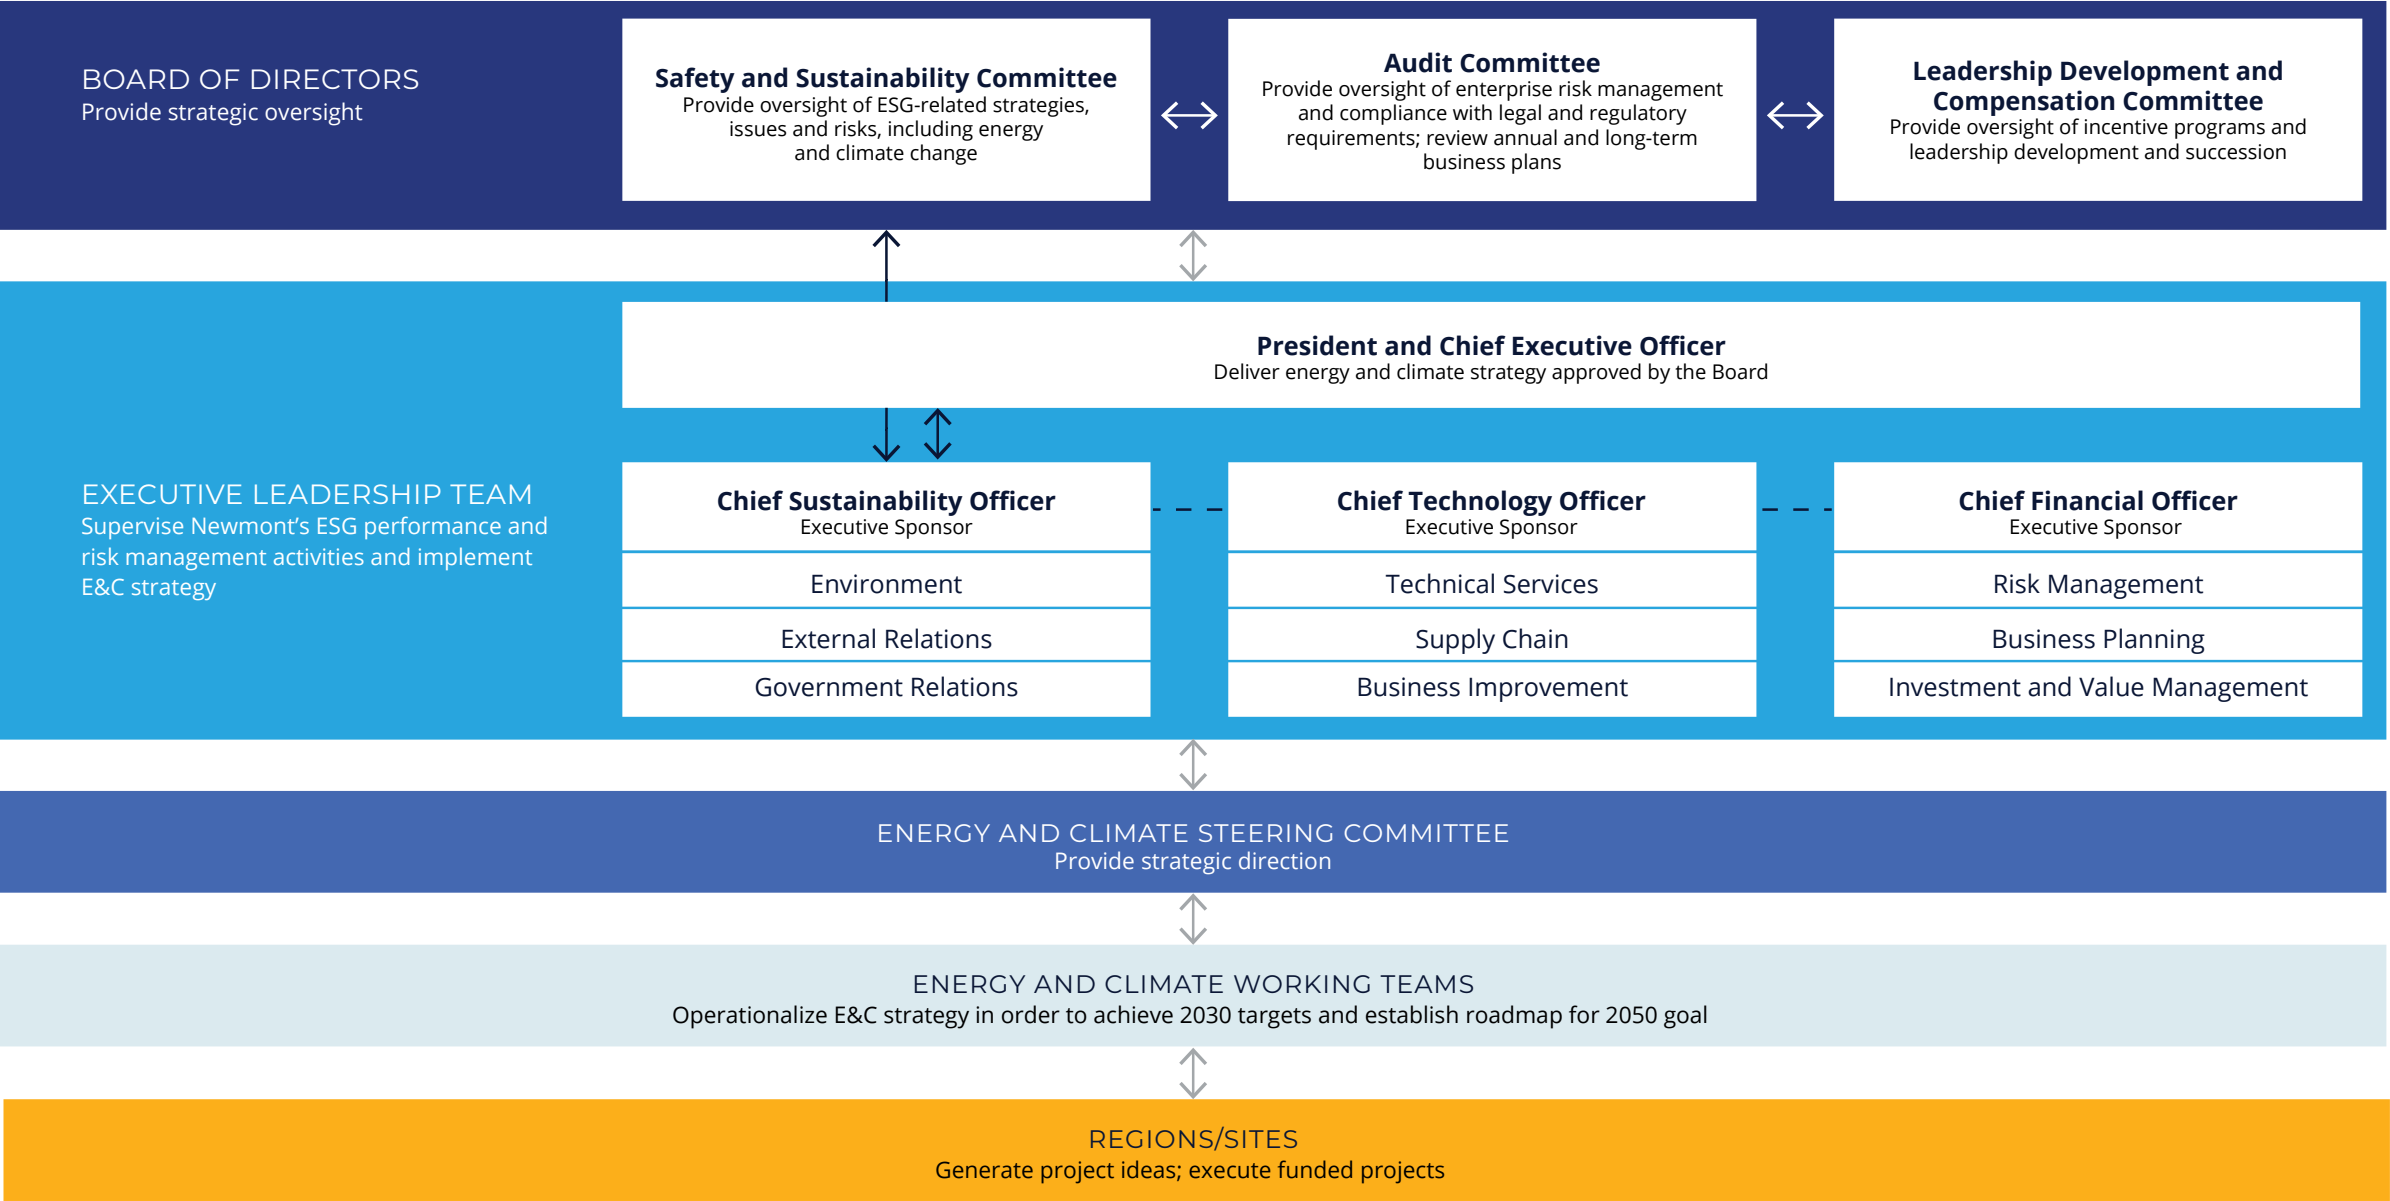 BOARD OF DIRECTORS
Provide strategic oversight
Safety and Sustainability Committee
Provide oversight of ESG-related strategies,
issues and risks, including energy
and climate change
Audit Committee
Provide oversight of enterprise risk management
and compliance with legal and regulatory
requirements; review annual and long-term
business plans
Leadership Development and
Compensation Committee
Provide oversight of incentive programs and
leadership development and succession
President and Chief Executive Officer
Deliver energy and climate strategy approved by the Board
EXECUTIVE LEADERSHIP TEAM
Supervise Newmont’s ESG performance and
risk management activities and implement
E&C strategy
Chief Sustainability Officer
Executive Sponsor
Environment
External Relations
Government Relations
Chief Technology Officer
Executive Sponsor
Technical Services
Supply Chain
Business Improvement
Chief Financial Officer
Executive Sponsor
Risk Management
Business Planning
Investment and Value Management
ENERGY AND CLIMATE STEERING COMMITTEE
Provide strategic direction
ENERGY AND CLIMATE WORKING TEAMS
Operationalize E&C strategy in order to achieve 2030 targets and establish roadmap for 2050 goal
REGIONS/SITES
Generate project ideas; execute funded projects